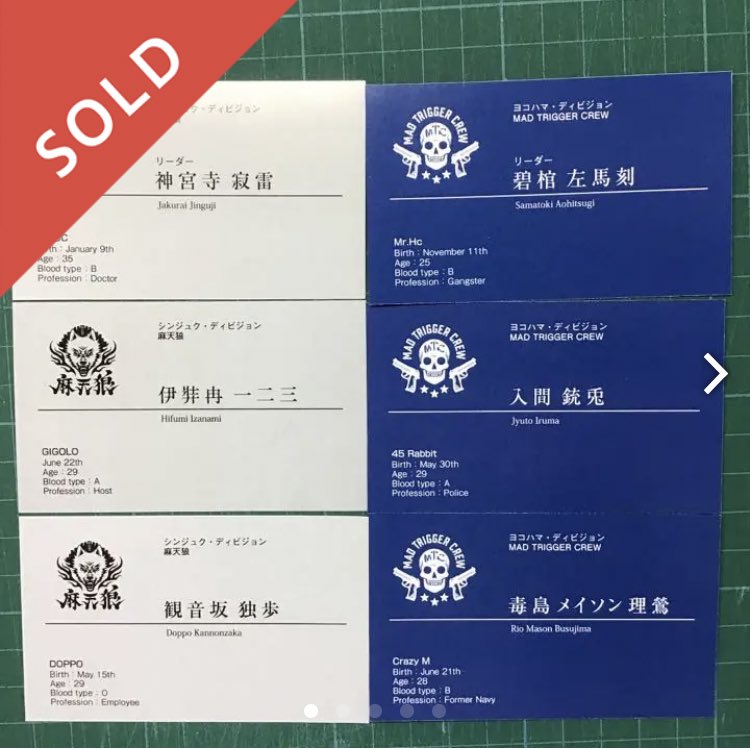 SOLD
ク・ディビジョン
リーダー
神宮寺 寂雷
Jakurai Jinguji
: January 9th
Age : 35
Blood type : B
Profession : Doctor
MAD TRIGGER CREW
MTC
ヨコハマ・ディビジョン
MAD TRIGGER CREW
リーダー
碧棺 左馬刻
Samatoki Aohitsugi
Mr.Hc
Birth : November 11th
Age : 25
Blood type : B
Profession : Gangster
麻天狼
シンジュク・ディビジョン
麻天狼
伊弉冉 一二三
Hifumi Izanami
GIGOLO
June 22th
Age : 29
Blood type : A
Profession : Host
MAD TRIGGER CREW
MTC
ヨコハマ・ディビジョン
MAD TRIGGER CREW
入間 銃兎
Jyuto Iruma
45 Rabbit
Birth : May 30th
Age : 29
Blood type : A
Profession : Police
麻天狼
シンジュク・ディビジョン
麻天狼
観音坂 独歩
Doppo Kannonzaka
DOPPO
Birth : May 15th
Age : 29
Blood type : O
Profession : Employee
MAD TRIGGER CREW
MTC
ヨコハマ・ディビジョン
MAD TRIGGER CREW
毒島 メイソン 理鶯
Rio Mason Busujima
Crazy M
Birth : June 21th
Age : 28
Blood type : B
Profession : Former Navy